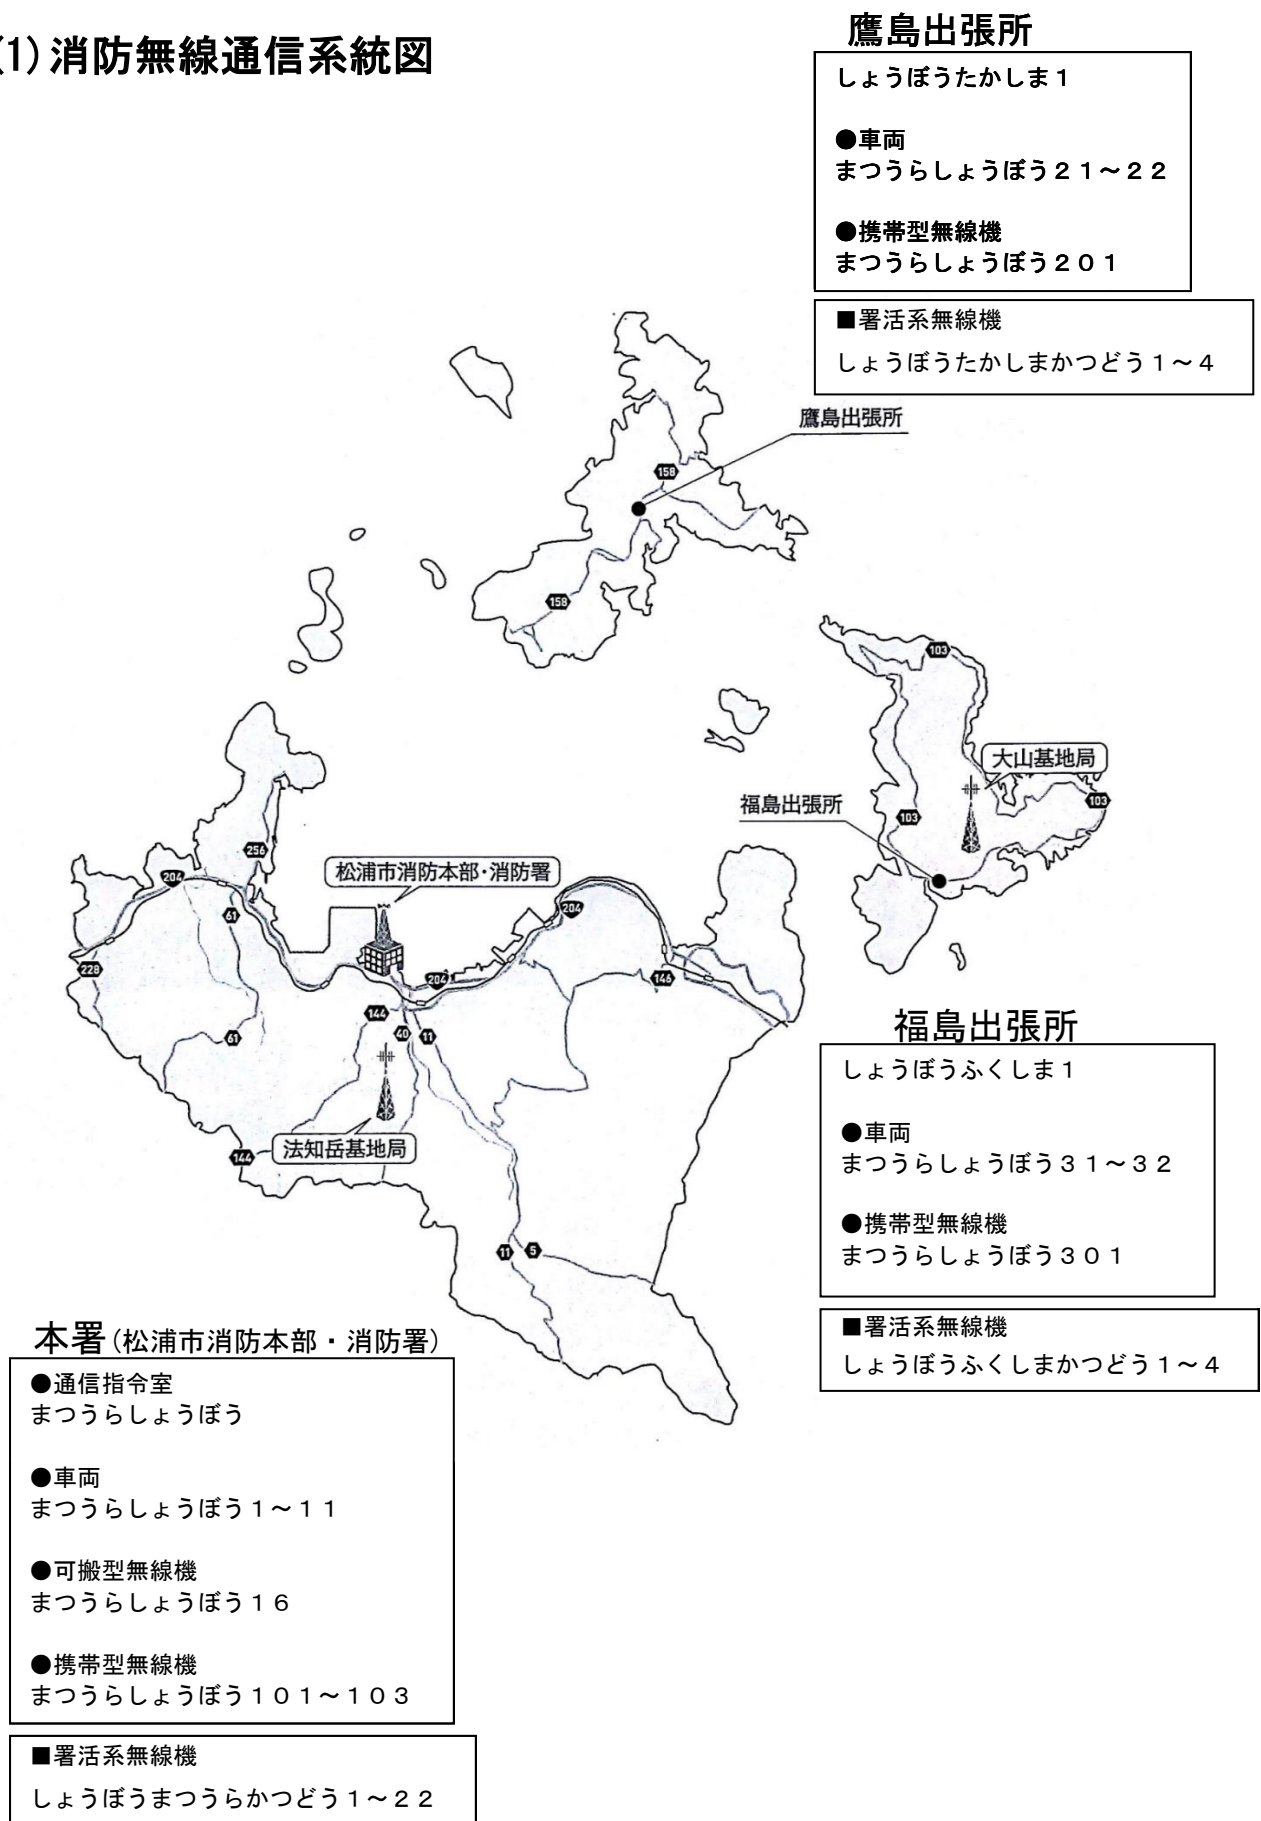 (1)消防無線通信系統図
鷹島出張所
しょうぼうたかしま１
●車両
まつうらしょうぼう２１～２２
●携帯型無線機
まつうらしょうぼう２０１
■署活系無線機
しょうぼうたかしまかつどう１～４
鷹島出張所
158
158
103
大山基地局
福島出張所
103
103
256
松浦市消防本部･消防署
204
61
204
228
204
146
144
40
11
61
法知岳基地局
144
11
5
福島出張所
しょうぼうふくしま１
●車両
まつうらしょうぼう３１～３２
●携帯型無線機
まつうらしょうぼう３０１
■署活系無線機
しょうぼうふくしまかつどう１～４
本署(松浦市消防本部・消防署)
●通信指令室
まつうらしょうぼう
●車両
まつうらしょうぼう１～１１
●可搬型無線機
まつうらしょうぼう１６
●携帯型無線機
まつうらしょうぼう１０１～１０３
■署活系無線機
しょうぼうまつうらかつどう１～２２